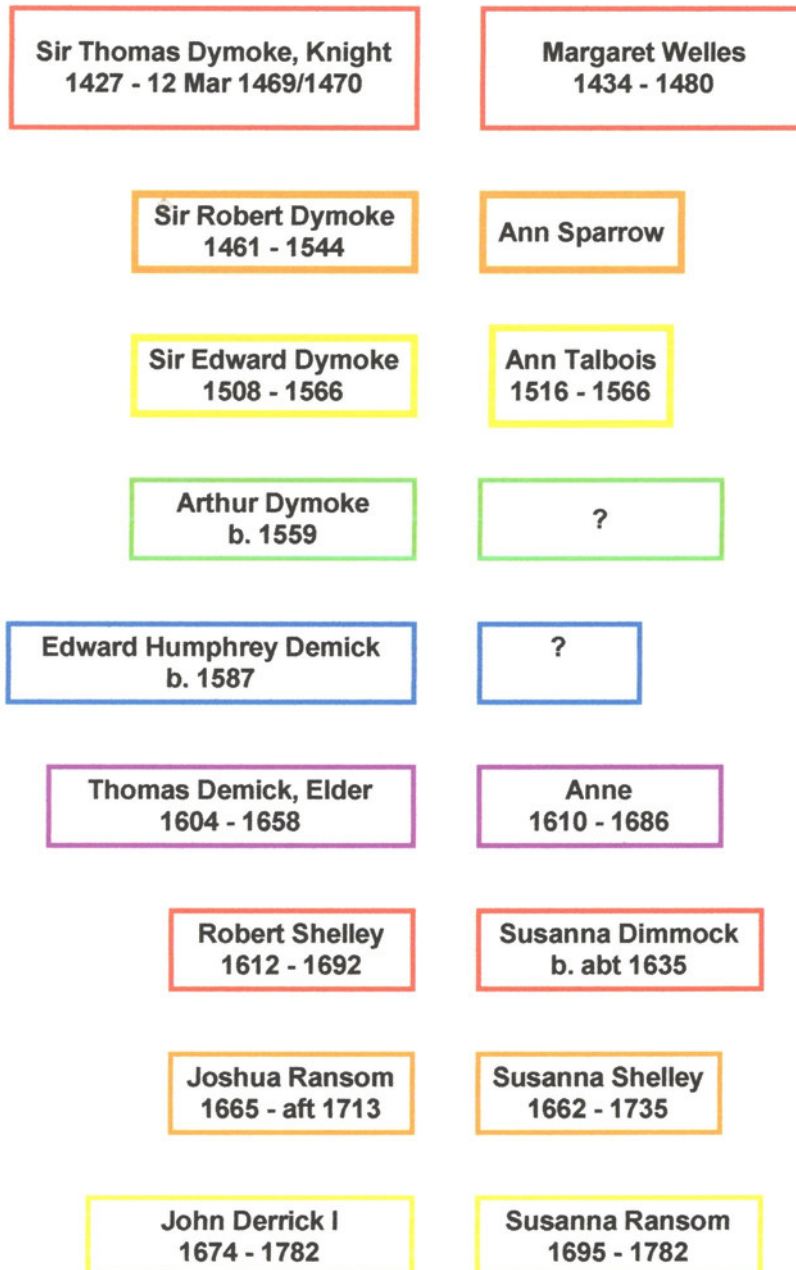 Sir Thomas Dymoke, Knight
1427 - 12 Mar 1469/1470
Margaret Welles
1434 - 1480
Sir Robert Dymoke
1461 - 1544
Ann Sparrow
Sir Edward Dymoke
1508 - 1566
Ann Talbois
1516 - 1566
Arthur Dymoke
b. 1559
?
Edward Humphrey Demick
b. 1587
?
Thomas Demick, Elder
1604 - 1658
Anne
1610 - 1686
Robert Shelley
1612 - 1692
Susanna Dimmock
b. abt 1635
Joshua Ransom
1665 - aft 1713
Susanna Shelley
1662 - 1735
John Derrick I
1674 - 1782
Susanna Ransom
1695 - 1782